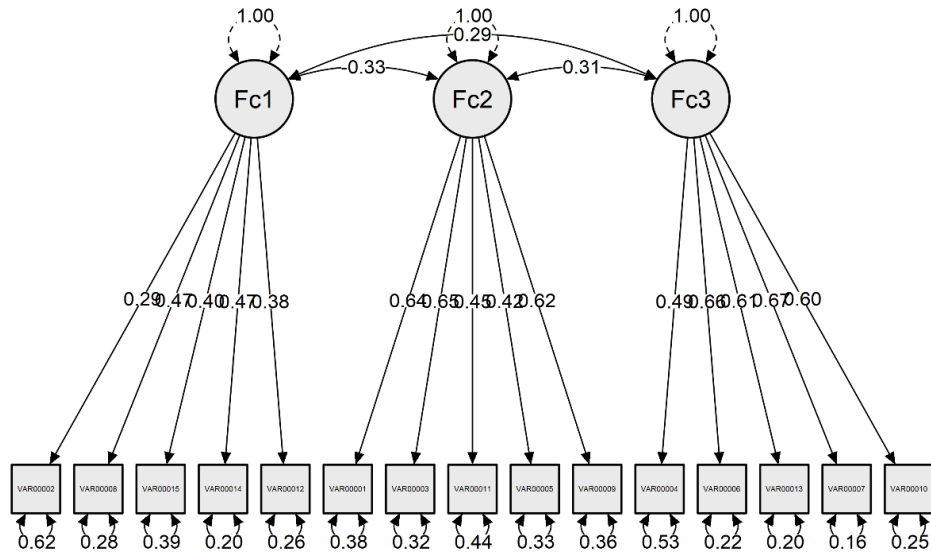 1.00 1.00 1.00
0.29
0.33 0.31
Fc1 Fc2 Fc3
0.29 0.47 0.40 0.47 0.38 0.64 0.65 0.45 0.42 0.62 0.49 0.66 0.61 0.67 0.60
VAR00002 VAR00008 VAR00015 VAR00014 VAR00012 VAR00001 VAR00003 VAR00011 VAR00005 VAR00009 VAR00004 VAR00006 VAR00013 VAR00007 VAR00010
0.62 0.28 0.39 0.20 0.26 0.38 0.32 0.44 0.33 0.36 0.53 0.22 0.20 0.16 0.25